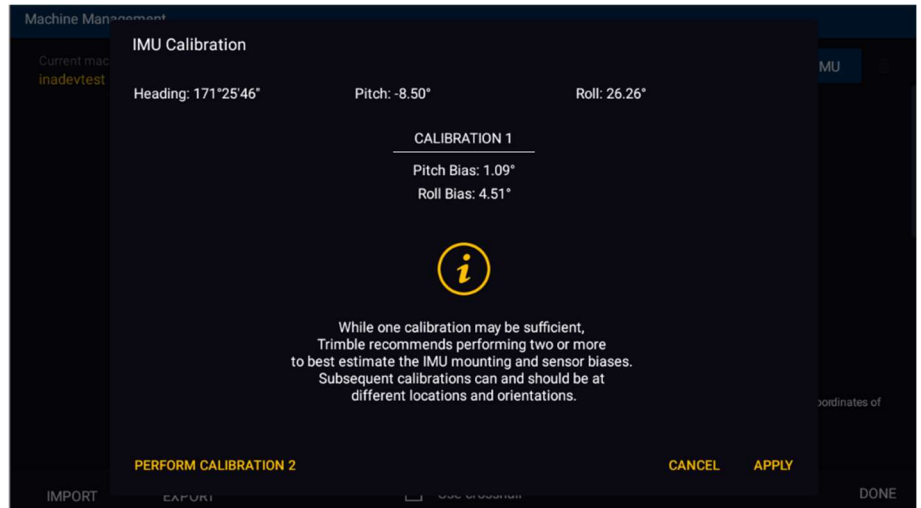 Machine Management
IMU Calibration
Current mac
inadevtest
MU
Heading: 171°25'46"
Pitch: -8.50°
Roll: 26.26°
CALIBRATION 1
Pitch Bias: 1.09°
Roll Bias: 4.51°
i
While one calibration may be sufficient,
Trimble recommends performing two or more
to best estimate the IMU mounting and sensor biases.
Subsequent calibrations can and should be at
different locations and orientations.
oordinates of
PERFORM CALIBRATION 2
CANCEL
APPLY
IMPORT
EXPORT
Use crosshair
DONE